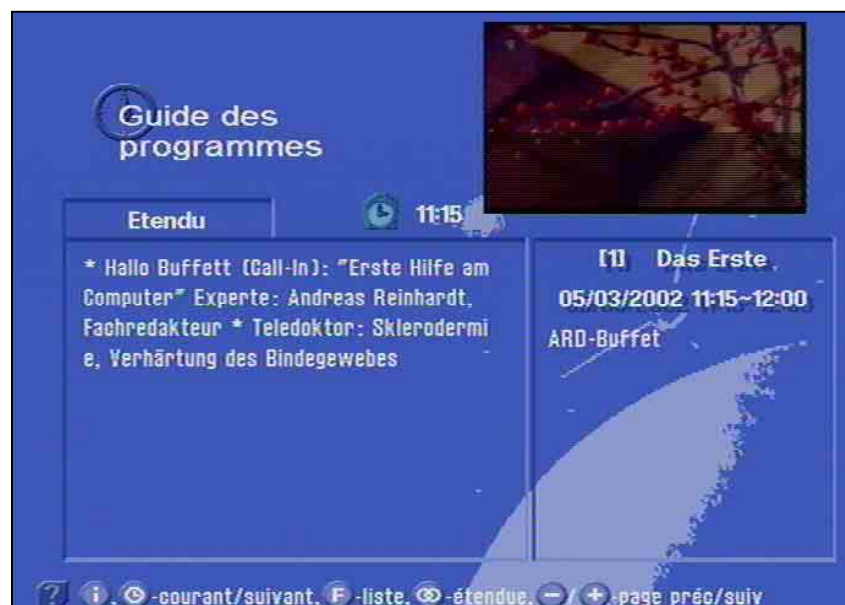 Guide des
programmes
Etendu
11:15
* Hallo Buffett (Call-In): "Erste Hilfe am
Computer" Experte: Andreas Reinhardt,
Fachredakteur * Teledoktor: Sklerodermi
e, Verhärtung des Bindegewebes
[1] Das Erste
05/03/2002 11:15~12:00
ARD-Buffet
? i, -courant/suivant, F -liste, -étendue, - / + -page préc/suiv